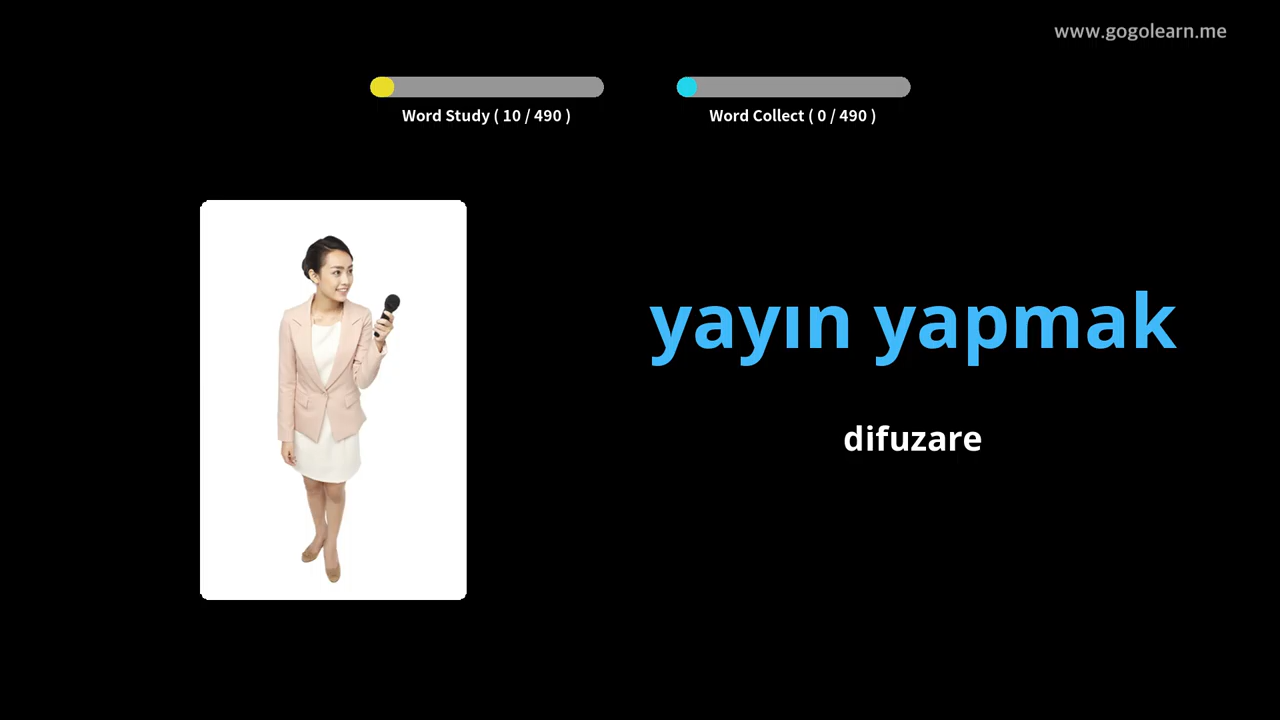 www.gogolearn.me
Word Study ( 10 / 490 )
Word Collect ( 0 / 490 )
yayın yapmak
difuzare